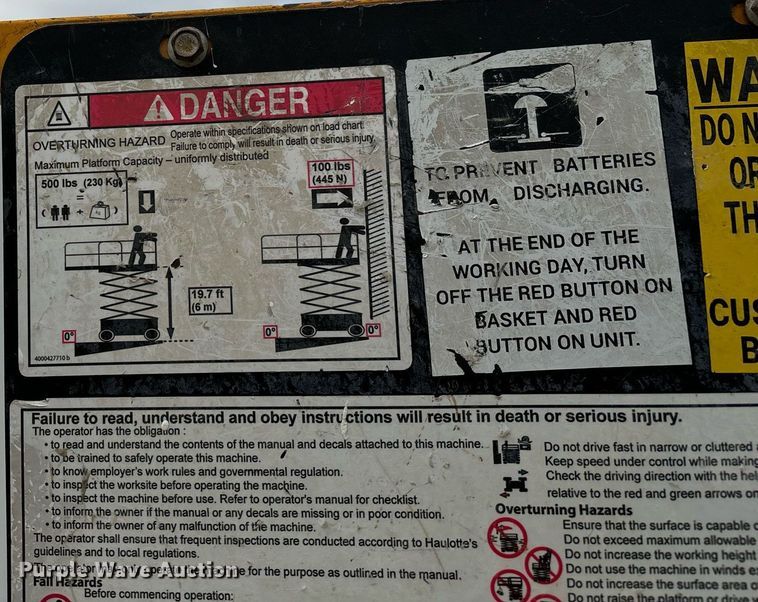 DANGER
OVERTURNING HAZARD
Operate within specifications shown on load chart.
Failure to comply will result in death or serious injury.
Maximum Platform Capacity – uniformly distributed
500 lbs (230 Kg)
=
( + )
100 lbs
(445 N)
19.7 ft
(6 m)
0°
0°
0°
4000427710 b
TO PREVENT BATTERIES
FROM DISCHARGING.
AT THE END OF THE
WORKING DAY, TURN
OFF THE RED BUTTON ON
BASKET AND RED
BUTTON ON UNIT.
WA
DO N
OR
TH
CUS
B
Failure to read, understand and obey instructions will result in death or serious injury.
The operator has the obligation :
• to read and understand the contents of the manual and decals attached to this machine.
• to be trained to safely operate this machine.
• to know employer's work rules and governmental regulation.
• to inspect the worksite before operating the machine.
• to inspect the machine before use. Refer to operator's manual for checklist.
• to inform the owner if the manual or any decals are missing or in poor condition.
• to inform the owner of any malfunction of the machine.
The operator shall ensure that frequent inspections are conducted according to Haulotte's
guidelines and to local regulations.
for the purpose as outlined in the manual.
Fall Hazards
Before commencing operation:
Do not drive fast in narrow or cluttered
Keep speed under control while making
Check the driving direction with the
relative to the red and green arrows on
Overturning Hazards
Ensure that the surface is capable
Do not exceed maximum allowable
Do not increase the working height
Do not use the machine in winds
Do not increase the surface area
Do not raise the platform or drive
Purple Wave Auction